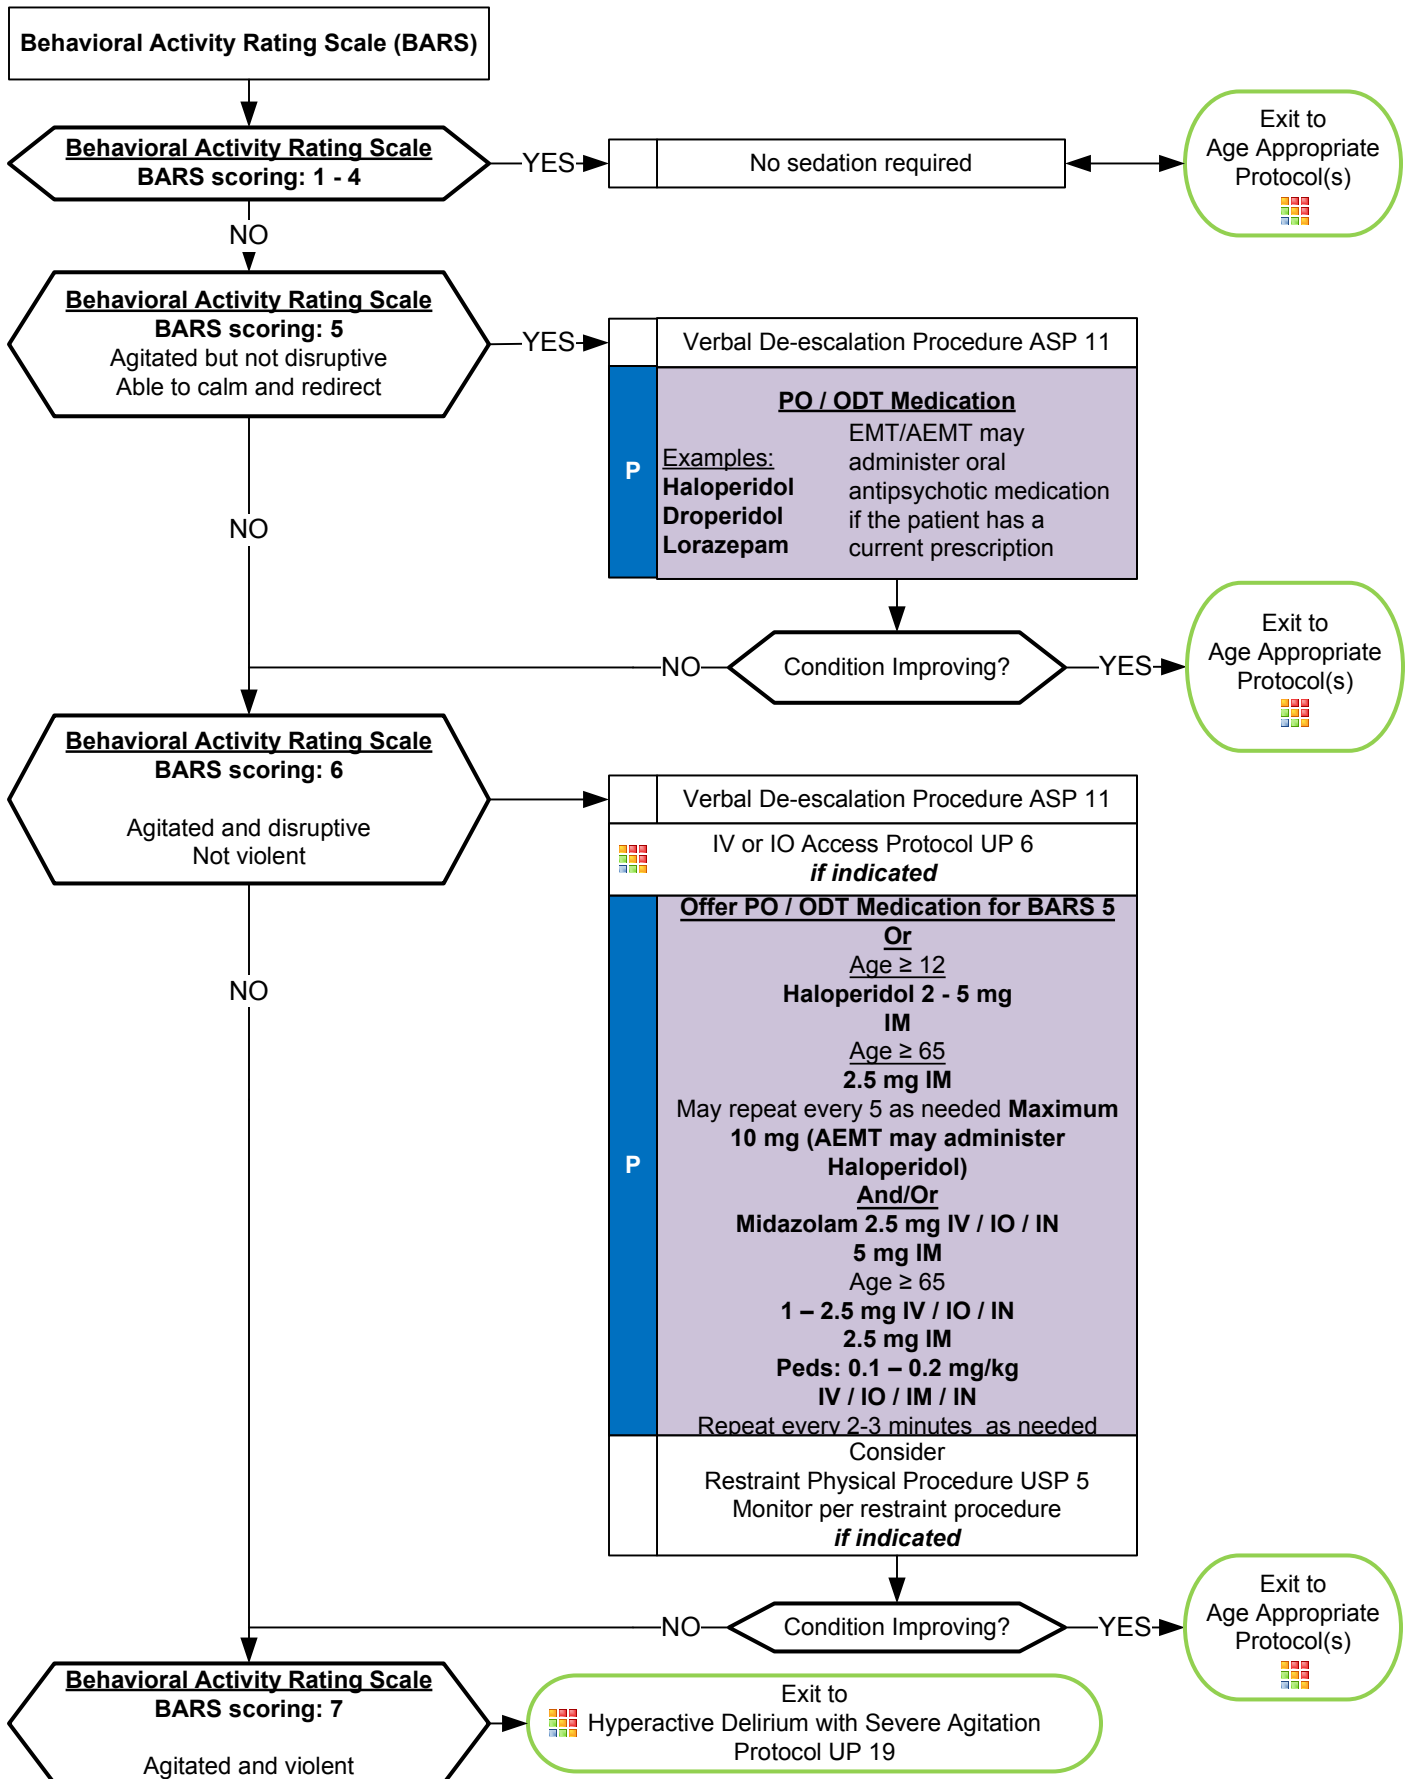 Behavioral Activity Rating Scale (BARS)
Behavioral Activity Rating Scale
BARS scoring: 1 - 4
YES
No sedation required
Exit to
Age Appropriate
Protocol(s)
NO
Behavioral Activity Rating Scale
BARS scoring: 5
Agitated but not disruptive
Able to calm and redirect
YES
Verbal De-escalation Procedure ASP 11
P
PO / ODT Medication
Examples:
Haloperidol
Droperidol
Lorazepam
EMT/AEMT may
administer oral
antipsychotic medication
if the patient has a
current prescription
NO
Condition Improving?
NO
YES
Exit to
Age Appropriate
Protocol(s)
Behavioral Activity Rating Scale
BARS scoring: 6
Agitated and disruptive
Not violent
Verbal De-escalation Procedure ASP 11
IV or IO Access Protocol UP 6
if indicated
P
Offer PO / ODT Medication for BARS 5
Or
Age ≥ 12
Haloperidol 2 - 5 mg
IM
Age ≥ 65
2.5 mg IM
May repeat every 5 as needed Maximum
10 mg (AEMT may administer
Haloperidol)
And/Or
Midazolam 2.5 mg IV / IO / IN
5 mg IM
Age ≥ 65
1 – 2.5 mg IV / IO / IN
2.5 mg IM
Peds: 0.1 – 0.2 mg/kg
IV / IO / IM / IN
Repeat every 2-3 minutes as needed
Consider
Restraint Physical Procedure USP 5
Monitor per restraint procedure
if indicated
NO
Condition Improving?
NO
YES
Exit to
Age Appropriate
Protocol(s)
Behavioral Activity Rating Scale
BARS scoring: 7
Agitated and violent
Exit to
Hyperactive Delirium with Severe Agitation
Protocol UP 19